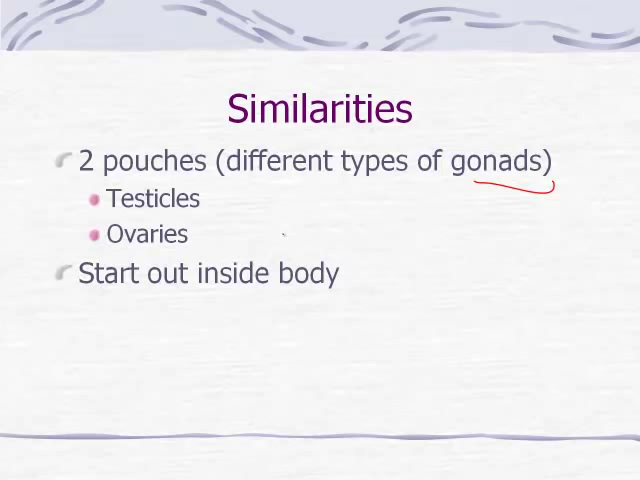 Similarities
2 pouches (different types of gonads)
Testicles
Ovaries
Start out inside body